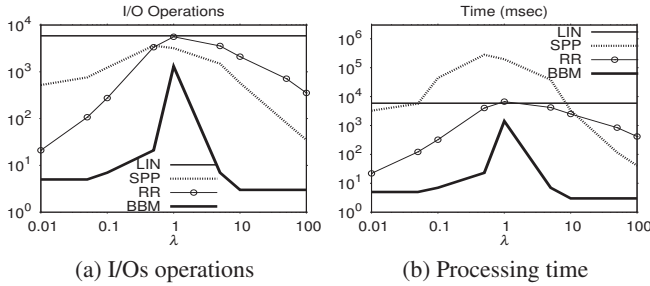 I/O Operations
10^4
10^3
10^2
10^1
10^0
LIN
SPP
RR
BBM
0.01 0.1 1 10 100
λ
(a) I/Os operations
Time (msec)
10^6
10^5
10^4
10^3
10^2
10^1
10^0
LIN
SPP
RR
BBM
0.01 0.1 1 10 100
λ
(b) Processing time